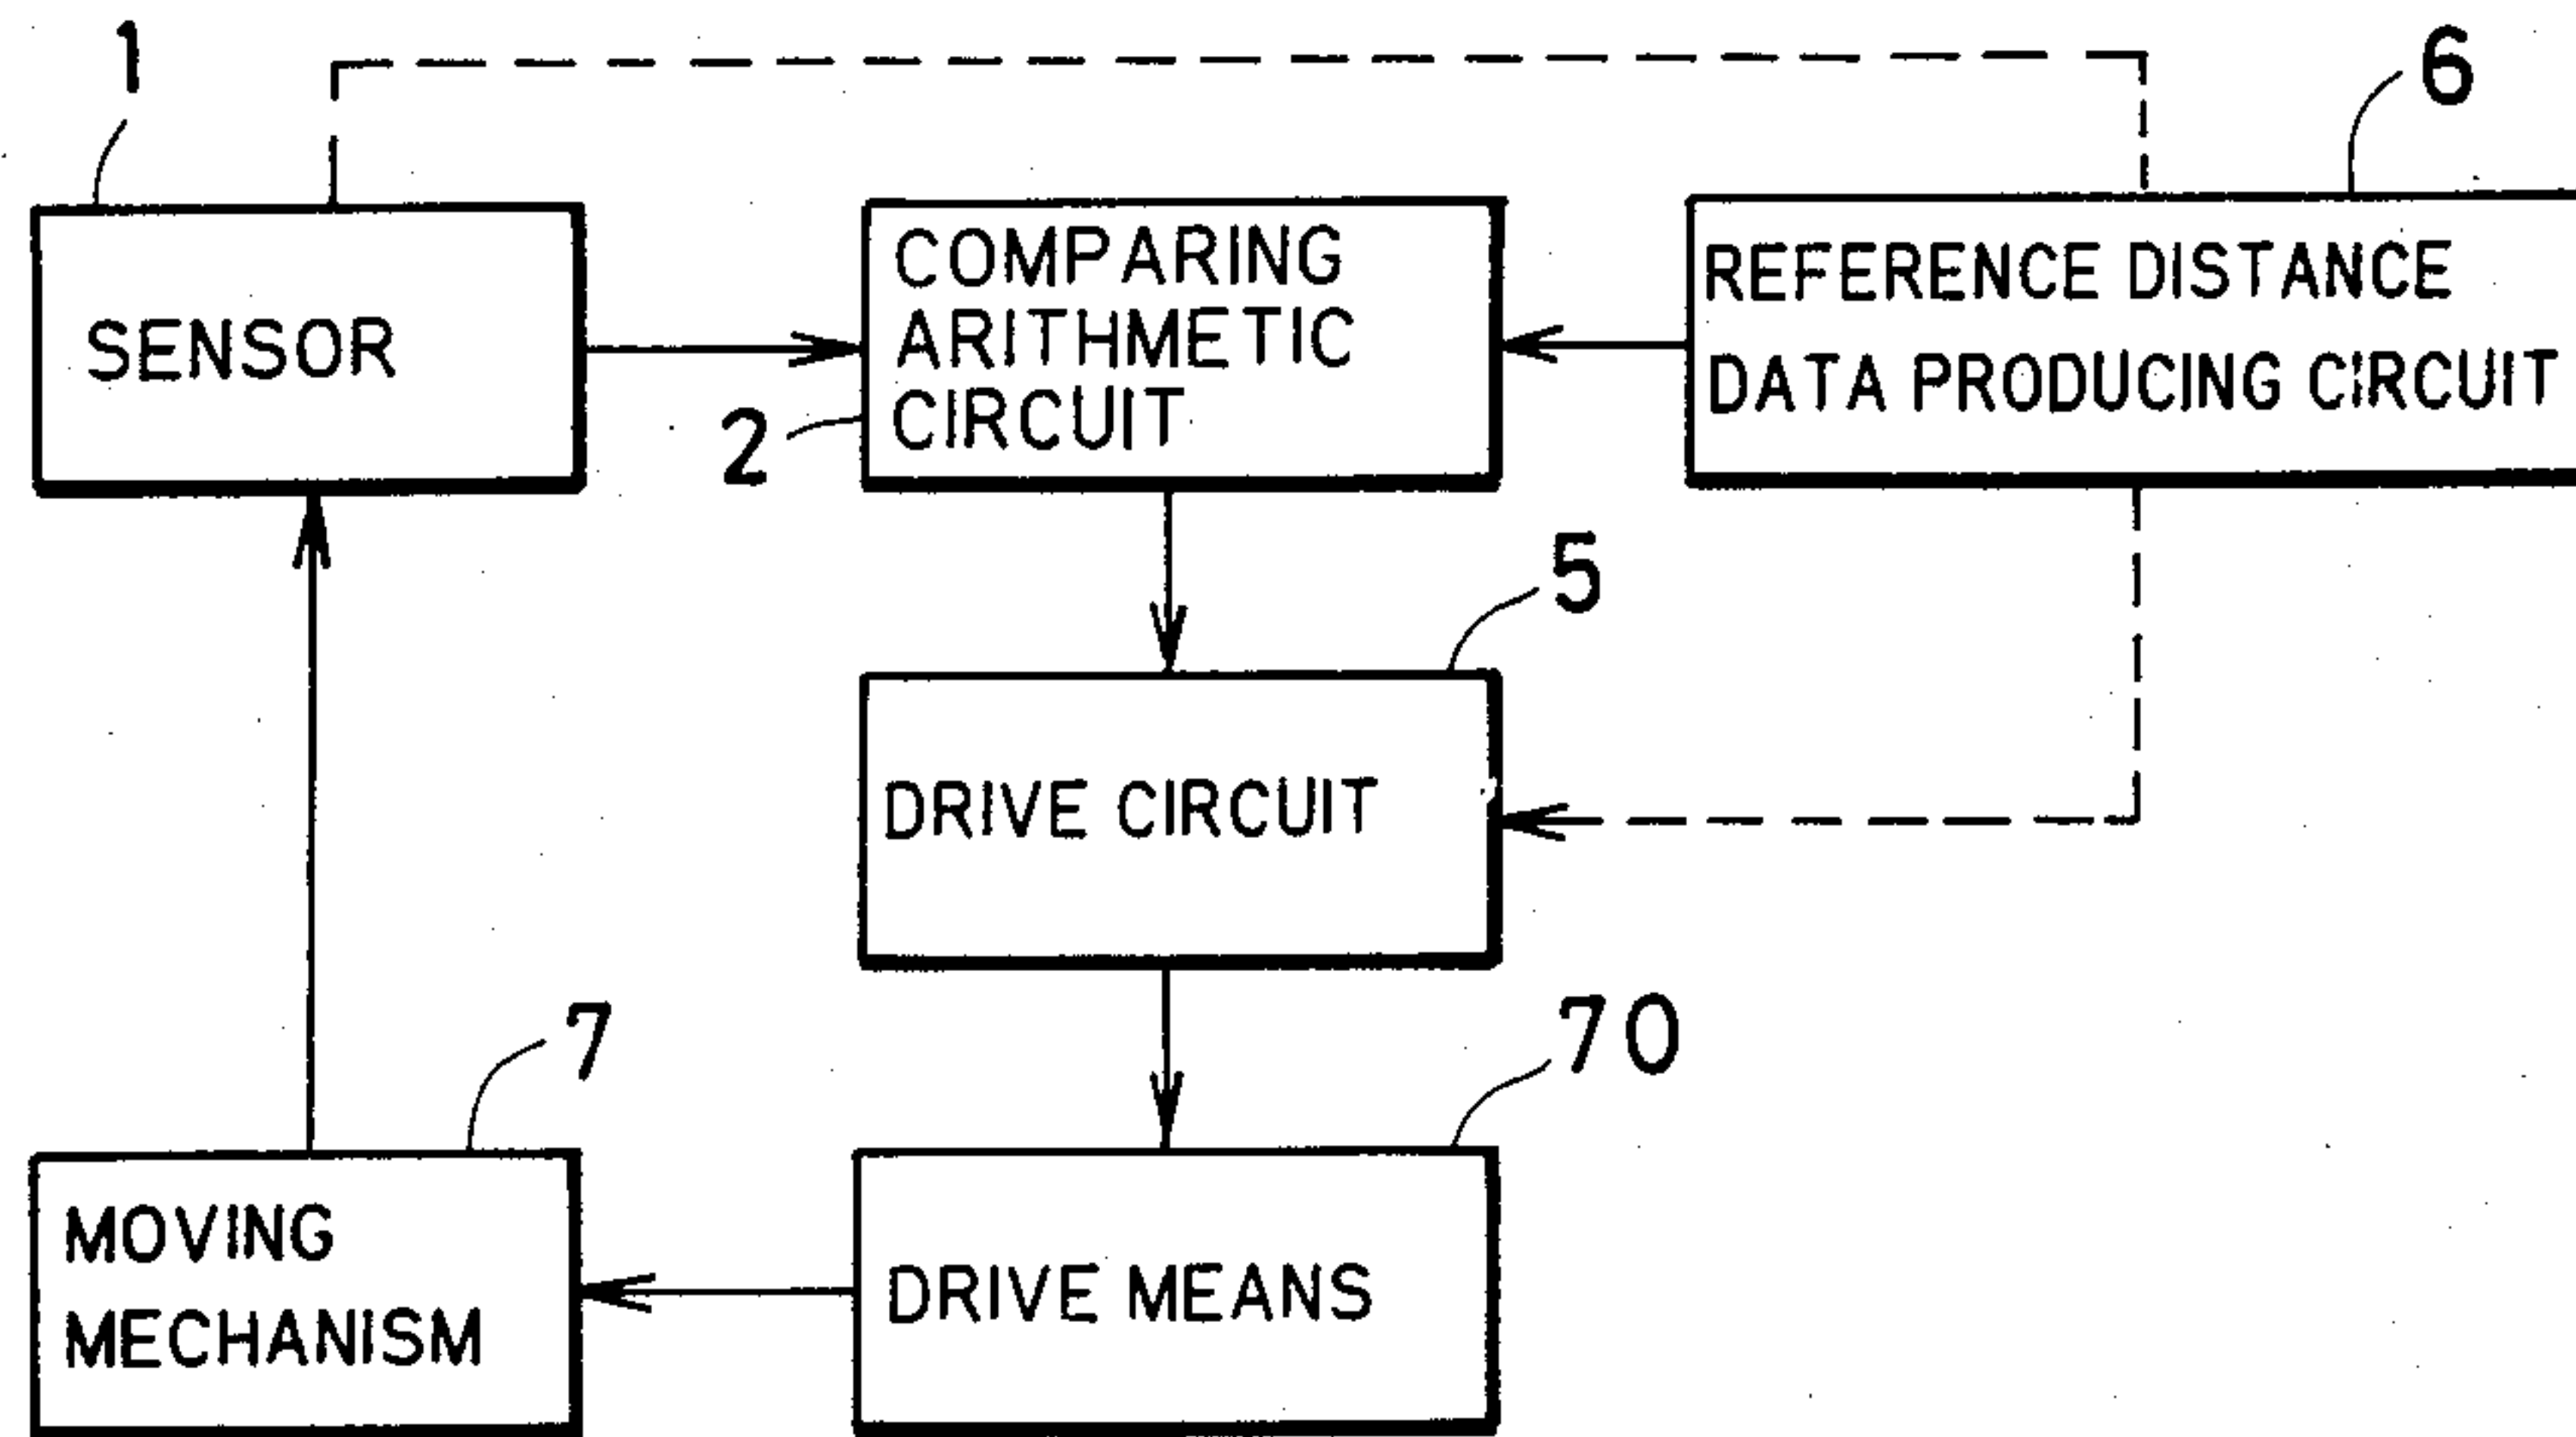 1
6
SENSOR
COMPARING
ARITHMETIC
CIRCUIT
2
REFERENCE DISTANCE
DATA PRODUCING CIRCUIT
5
DRIVE CIRCUIT
7
70
MOVING
MECHANISM
DRIVE MEANS